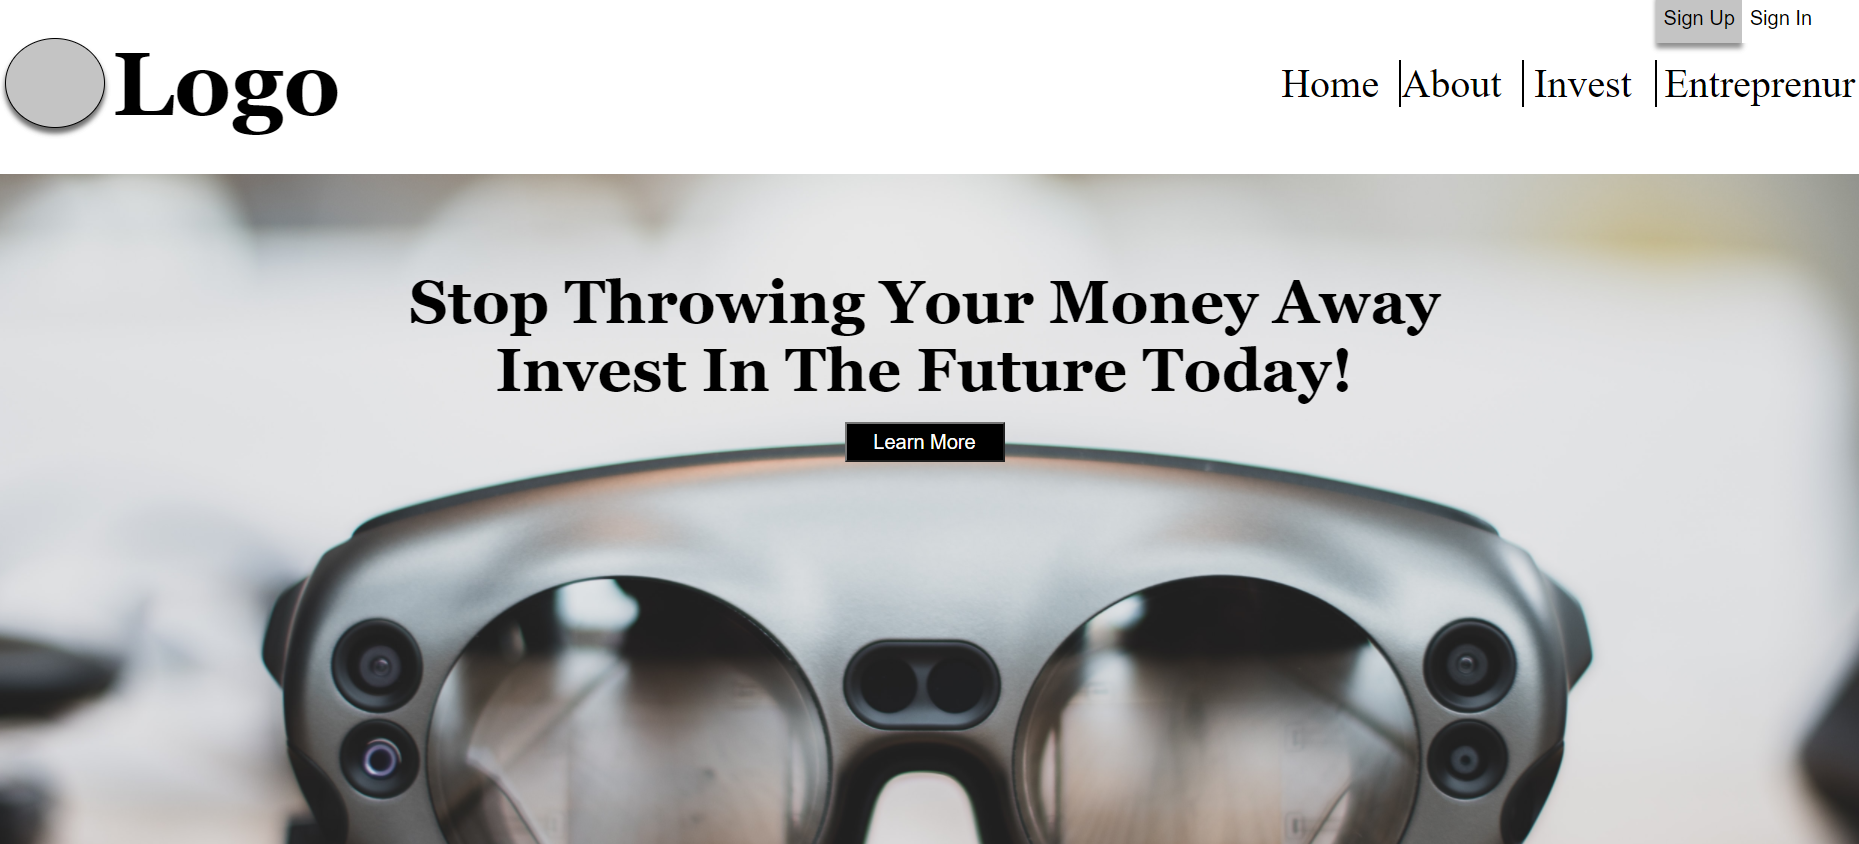 Sign Up Sign In
Logo
Home About Invest Entreprenur
Stop Throwing Your Money Away
Invest In The Future Today!
Learn More